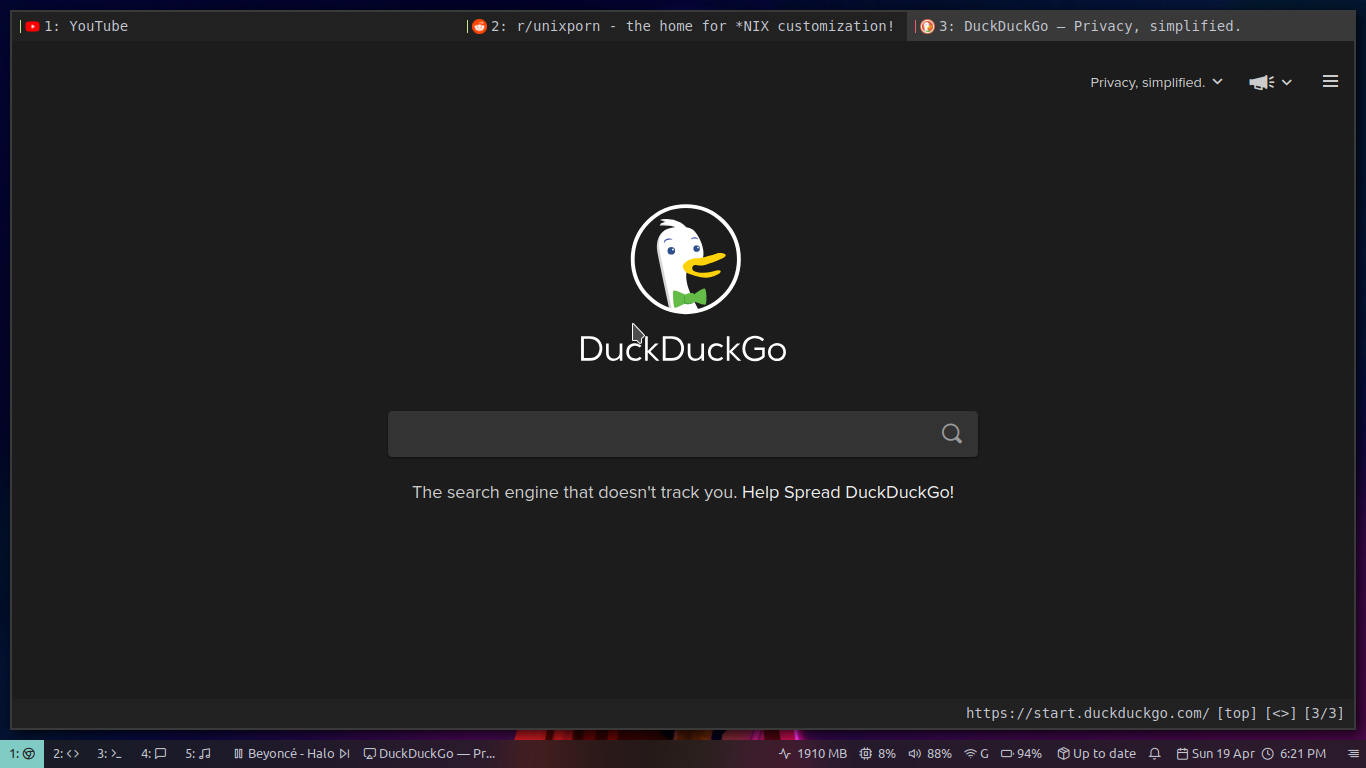 1: YouTube
2: r/unixporn - the home for *NIX customization!
3: DuckDuckGo — Privacy, simplified.
Privacy, simplified.
DuckDuckGo
The search engine that doesn't track you. Help Spread DuckDuckGo!
https://start.duckduckgo.com/ [top] [<>] [3/3]
1: 2: <> 3: >_ 4: 5: Beyoncé - Halo DuckDuckGo — Pr... 1910 MB 8% 88% G 94% Up to date Sun 19 Apr 6:21 PM